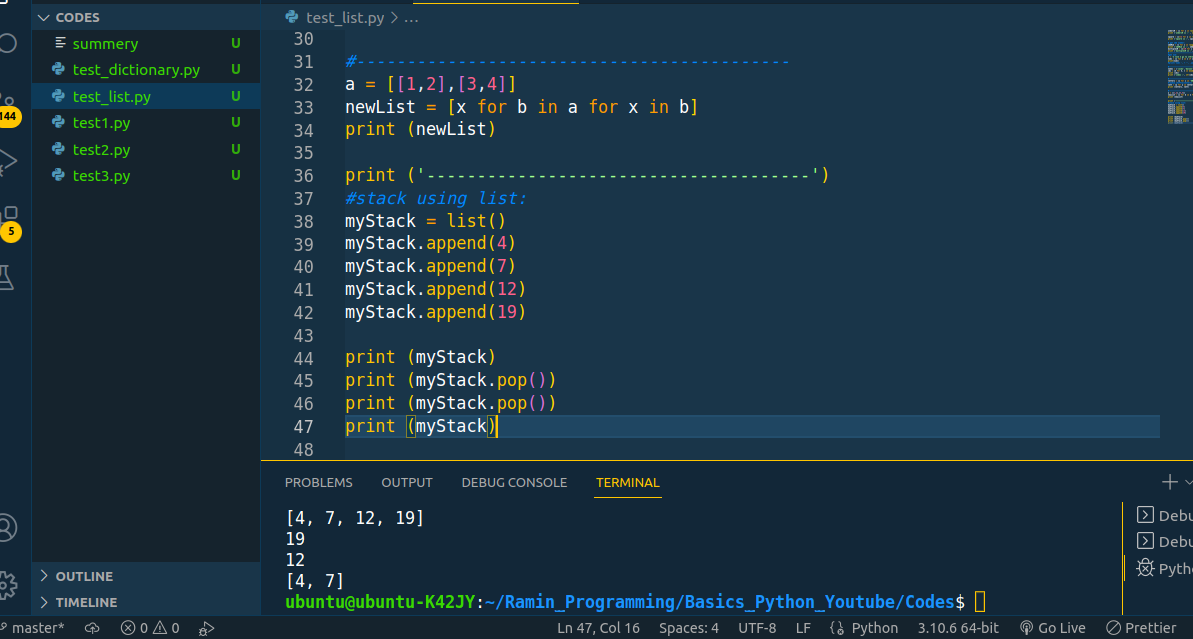 CODES
summery U
test_dictionary.py U
test_list.py U
test1.py U
test2.py U
test3.py U
144
5
OUTLINE
TIMELINE
test_list.py > ...
30
31 #--------------------------------------------
32 a = [[1,2],[3,4]]
33 newList = [x for b in a for x in b]
34 print (newList)
35
36 print ('---------------------------------------')
37 #stack using list:
38 myStack = list()
39 myStack.append(4)
40 myStack.append(7)
41 myStack.append(12)
42 myStack.append(19)
43
44 print (myStack)
45 print (myStack.pop())
46 print (myStack.pop())
47 print (myStack)
48
PROBLEMS OUTPUT DEBUG CONSOLE TERMINAL
[4, 7, 12, 19]
19
12
[4, 7]
ubuntu@ubuntu-K42JY:~/Ramin_Programming/Basics_Python_Youtube/Codes$
Debu
Debu
Pytho
master* 0 0 Ln 47, Col 16 Spaces: 4 UTF-8 LF Python 3.10.6 64-bit Go Live Prettier